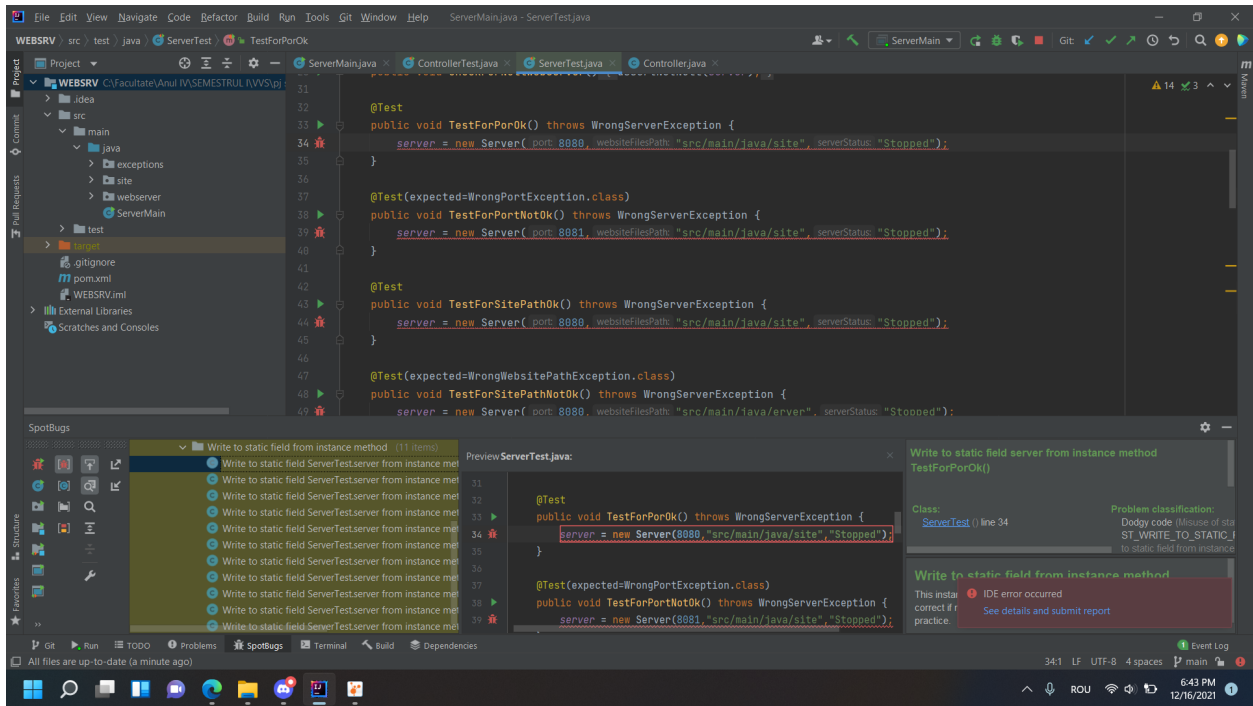 File Edit View Navigate Code Refactor Build Run Tools Git Window Help ServerMain.java - ServerTest.java
WEBSRV src test java ServerTest TestForPorOk ServerMain Git:
Project
ServerMain.java ControllerTest.java ServerTest.java Controller.java
WEBSRV C:\Facultate\Anul IV\SEMESTRUL I\VVS\pj
.idea
src
main
java
exceptions
site
webserver
ServerMain
test
target
.gitignore
pom.xml
WEBSRV.iml
External Libraries
Scratches and Consoles
Project
Commit
Pull Requests
Structure
Favorites
Maven
14 3
31
32 @Test
33 public void TestForPorOk() throws WrongServerException {
34 server = new Server( port: 8080, websiteFilesPath: "src/main/java/site", serverStatus: "Stopped");
35 }
36
37 @Test(expected=WrongPortException.class)
38 public void TestForPortNotOk() throws WrongServerException {
39 server = new Server( port: 8081, websiteFilesPath: "src/main/java/site", serverStatus: "Stopped");
40 }
41
42 @Test
43 public void TestForSitePathOk() throws WrongServerException {
44 server = new Server( port: 8080, websiteFilesPath: "src/main/java/site", serverStatus: "Stopped");
45 }
46
47 @Test(expected=WrongWebsitePathException.class)
48 public void TestForSitePathNotOk() throws WrongServerException {
49 server = new Server( port: 8080, websiteFilesPath: "src/main/java/erver", serverStatus: "Stopped");
SpotBugs
Write to static field from instance method (11 items)
Write to static field ServerTest.server from instance met
Write to static field ServerTest.server from instance met
Write to static field ServerTest.server from instance met
Write to static field ServerTest.server from instance met
Write to static field ServerTest.server from instance met
Write to static field ServerTest.server from instance met
Write to static field ServerTest.server from instance met
Write to static field ServerTest.server from instance met
Write to static field ServerTest.server from instance met
Write to static field ServerTest.server from instance met
Write to static field ServerTest.server from instance met
Preview ServerTest.java:
31
32 @Test
33 public void TestForPorOk() throws WrongServerException {
34 server = new Server(8080,"src/main/java/site","Stopped");
35 }
36
37 @Test(expected=WrongPortException.class)
38 public void TestForPortNotOk() throws WrongServerException {
39 server = new Server(8081,"src/main/java/site","Stopped");
Write to static field server from instance method
TestForPorOk()
Class:
ServerTest () line 34
Problem classification:
Dodgy code (Misuse of sta
ST_WRITE_TO_STATIC_
to static field from instance
Write to static field from instance method
This insta
correct if r
practice.
IDE error occurred
See details and submit report
Git Run TODO Problems SpotBugs Terminal Build Dependencies
1 Event Log
All files are up-to-date (a minute ago)
34:1 LF UTF-8 4 spaces main
ROU
6:43 PM
12/16/2021
1